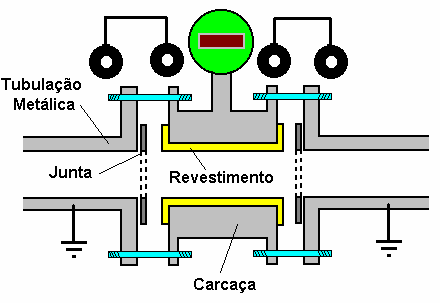 Tubulação
Metálica
Junta
Revestimento
Carcaça